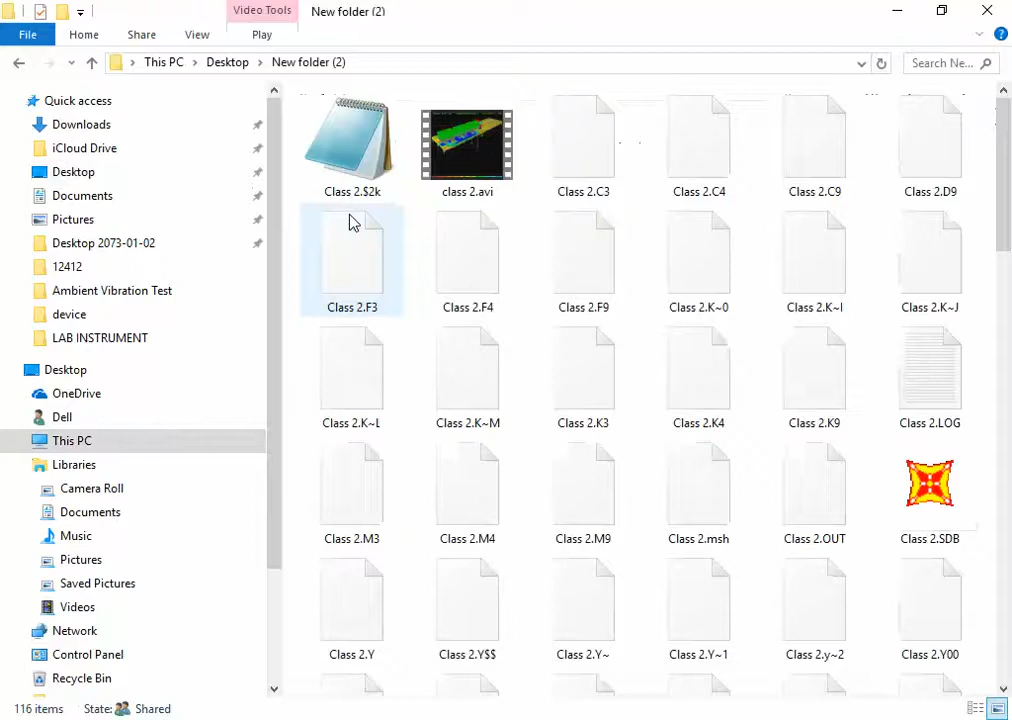 Video Tools
New folder (2)
File
Home
Share
View
Play
This PC
Desktop
New folder (2)
Search Ne...
Quick access
Downloads
iCloud Drive
Desktop
Documents
Pictures
Desktop 2073-01-02
12412
Ambient Vibration Test
device
LAB INSTRUMENT
Desktop
OneDrive
Dell
This PC
Libraries
Camera Roll
Documents
Music
Pictures
Saved Pictures
Videos
Network
Control Panel
Recycle Bin
Class 2.$2k
class 2.avi
Class 2.C3
Class 2.C4
Class 2.C9
Class 2.D9
Class 2.F3
Class 2.F4
Class 2.F9
Class 2.K~0
Class 2.K~I
Class 2.K~J
Class 2.K~L
Class 2.K~M
Class 2.K3
Class 2.K4
Class 2.K9
Class 2.LOG
Class 2.M3
Class 2.M4
Class 2.M9
Class 2.msh
Class 2.OUT
Class 2.SDB
Class 2.Y
Class 2.Y$$
Class 2.Y~
Class 2.Y~1
Class 2.y~2
Class 2.Y00
116 items
State:
Shared